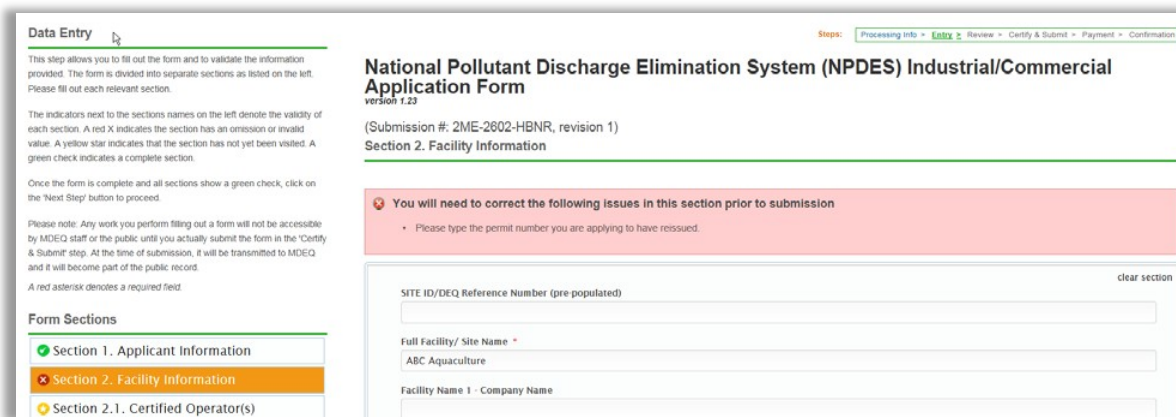 Data Entry
This step allows you to fill out the form and to validate the information
provided. The form is divided into separate sections as listed on the left.
Please fill out each relevant section.
The indicators next to the sections names on the left denote the validity of
each section. A red X indicates the section has an omission or invalid
value. A yellow star indicates that the section has not yet been visited. A
green check indicates a complete section.
Once the form is complete and all sections show a green check, click on
the 'Next Step' button to proceed.
Please note: Any work you perform filling out a form will not be accessible
by MDEQ staff or the public until you actually submit the form in the 'Certify
& Submit' step. At the time of submission, it will be transmitted to MDEQ
and it will become part of the public record.
A red asterisk denotes a required field.
Form Sections
Section 1. Applicant Information
Section 2. Facility Information
Section 2.1. Certified Operator(s)
Steps: Processing Info > Entry > Review > Certify & Submit > Payment > Confirmation
National Pollutant Discharge Elimination System (NPDES) Industrial/Commercial
Application Form
version 1.23
(Submission #: 2ME-2602-HBNR, revision 1)
Section 2. Facility Information
You will need to correct the following issues in this section prior to submission
• Please type the permit number you are applying to have reissued.
clear section
SITE ID/DEQ Reference Number (pre-populated)
Full Facility/ Site Name *
ABC Aquaculture
Facility Name 1 - Company Name